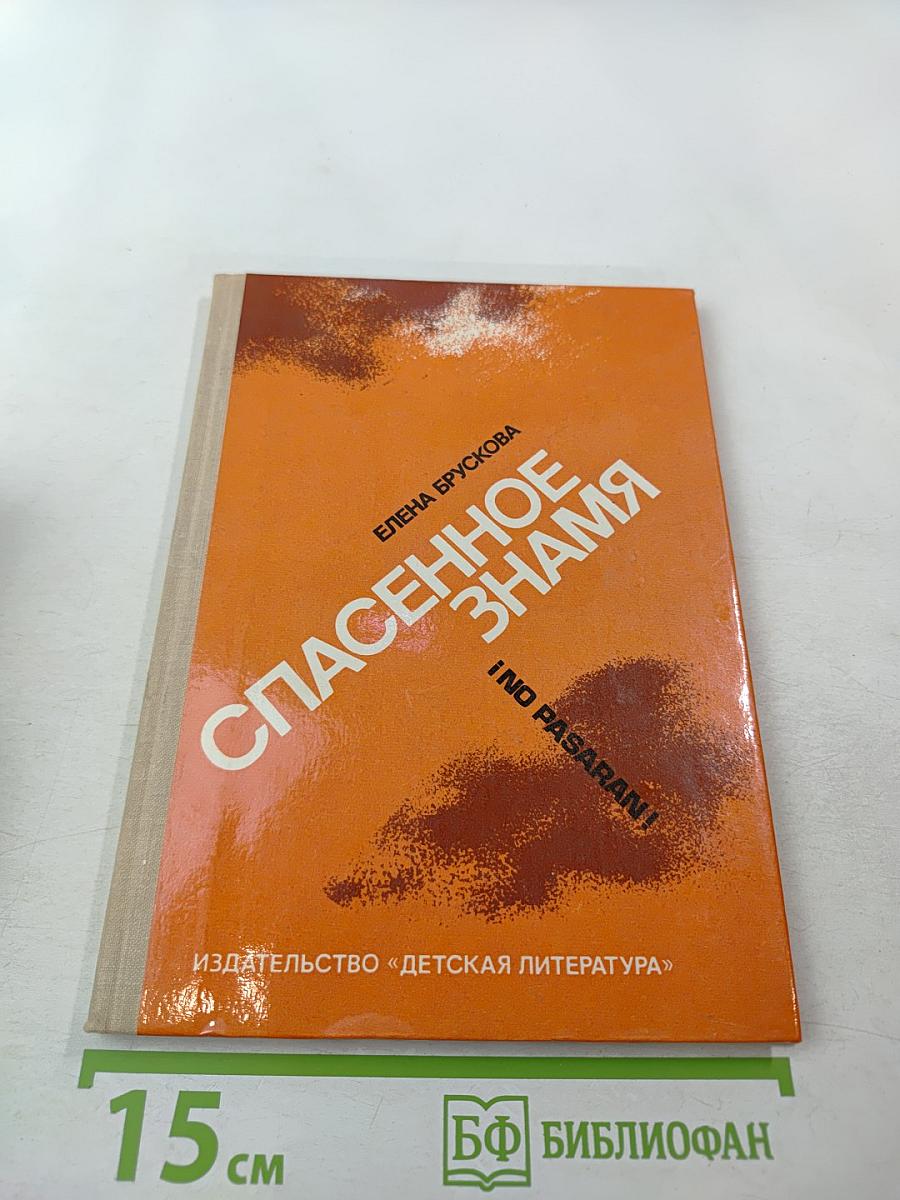 ЕЛЕНА БРУСКОВА
СПАСЕННОЕ
ЗНАМЯ
¡NO PASARAN!
ИЗДАТЕЛЬСТВО «ДЕТСКАЯ ЛИТЕРАТУРА»
15 см
БФ БИБЛИОФАН